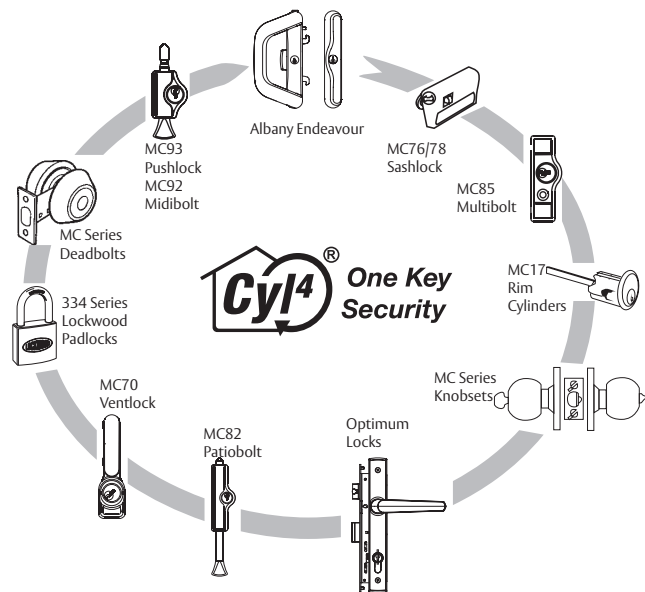 Albany Endeavour
MC76/78
Sashlock
MC85
Multibolt
MC17
Rim
Cylinders
MC Series
Knobsets
Optimum
Locks
MC82
Patiobolt
MC70
Ventlock
334 Series
Lockwood
Padlocks
MC Series
Deadbolts
MC93
Pushlock
MC92
Midibolt
Cyl4®
One Key
Security